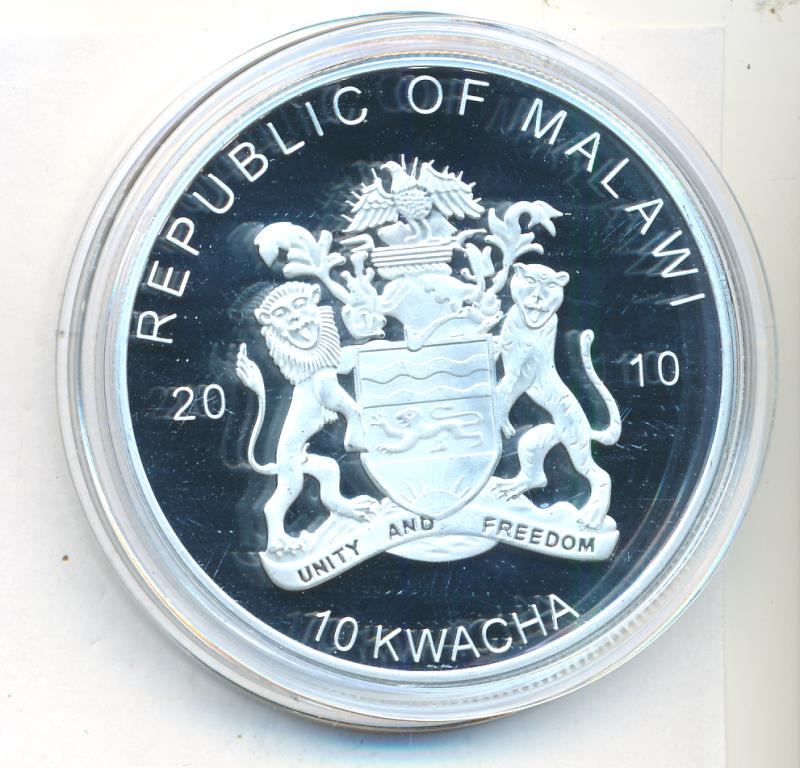 REPUBLIC OF MALAWI
20 10
UNITY AND FREEDOM
10 KWACHA